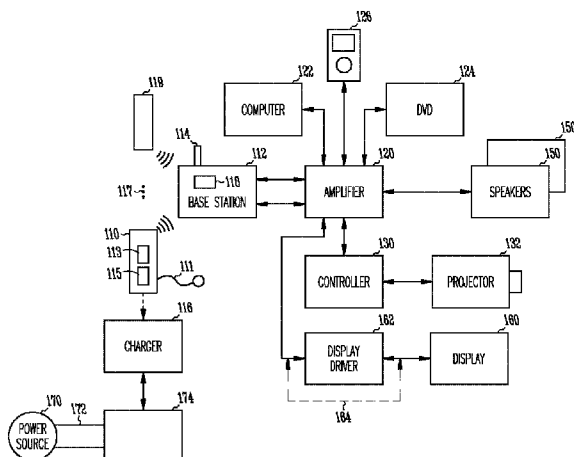 126
122
COMPUTER
124
DVD
119
114
112
118
BASE STATION
120
AMPLIFIER
150
150
SPEAKERS
117
110
113
115
111
130
CONTROLLER
132
PROJECTOR
116
CHARGER
162
DISPLAY
DRIVER
160
DISPLAY
164
170
POWER
SOURCE
172
174